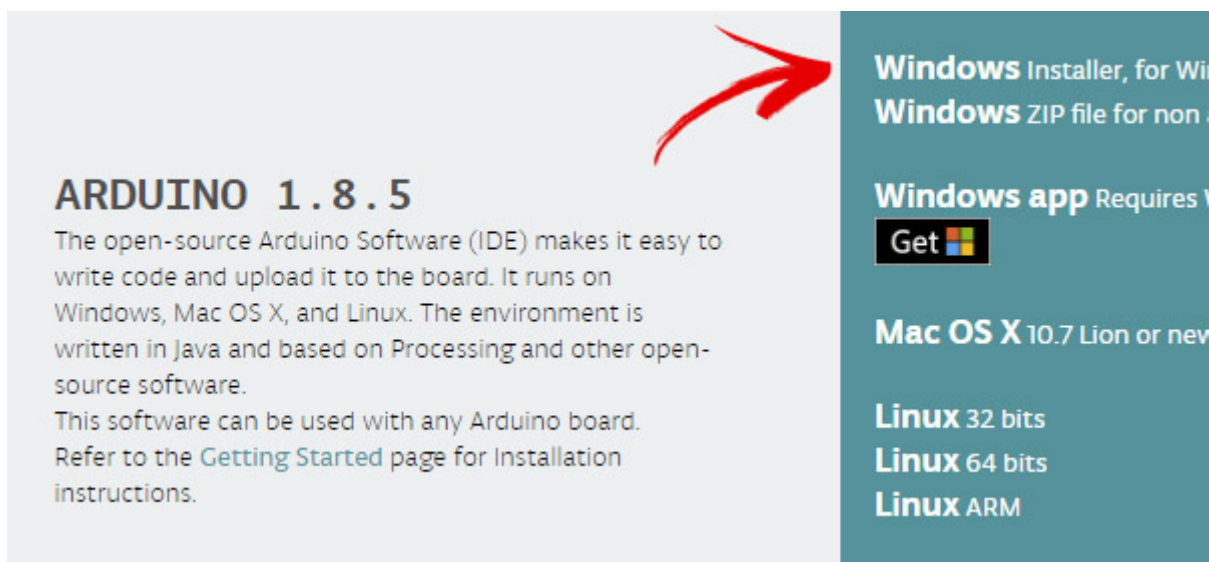 ARDUINO 1.8.5
The open-source Arduino Software (IDE) makes it easy to
write code and upload it to the board. It runs on
Windows, Mac OS X, and Linux. The environment is
written in Java and based on Processing and other open-
source software.
This software can be used with any Arduino board.
Refer to the Getting Started page for Installation
instructions.
Windows Installer, for
Windows ZIP file for non
Windows app Requires
Get
Mac OS X 10.7 Lion or
Linux 32 bits
Linux 64 bits
Linux ARM